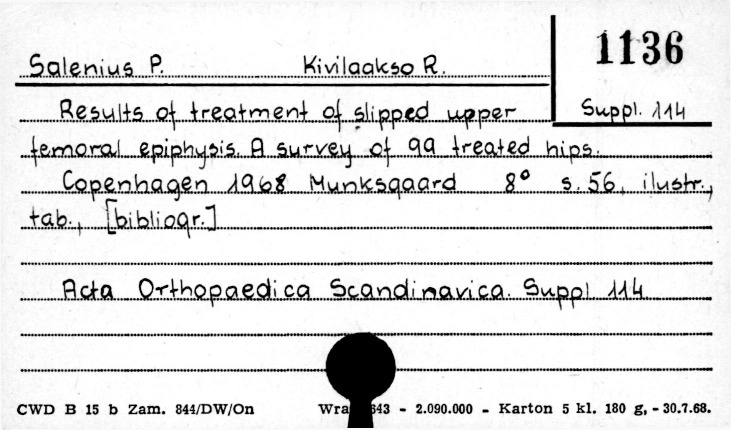 1136
Salenius P. Kivilaakso R.
Results of treatment of slipped upper Suppl. 114
femoral epiphysis. A survey of 99 treated hips.
Copenhagen 1968 Munksgaard 8° s. 56, ilustr.,
tab., [bibliogr.]
Acta Orthopaedica Scandinavica. Suppl 114
CWD B 15 b Zam. 844/DW/On 643 - 2.090.000 - Karton 5 kl. 180 g, - 30.7.68.